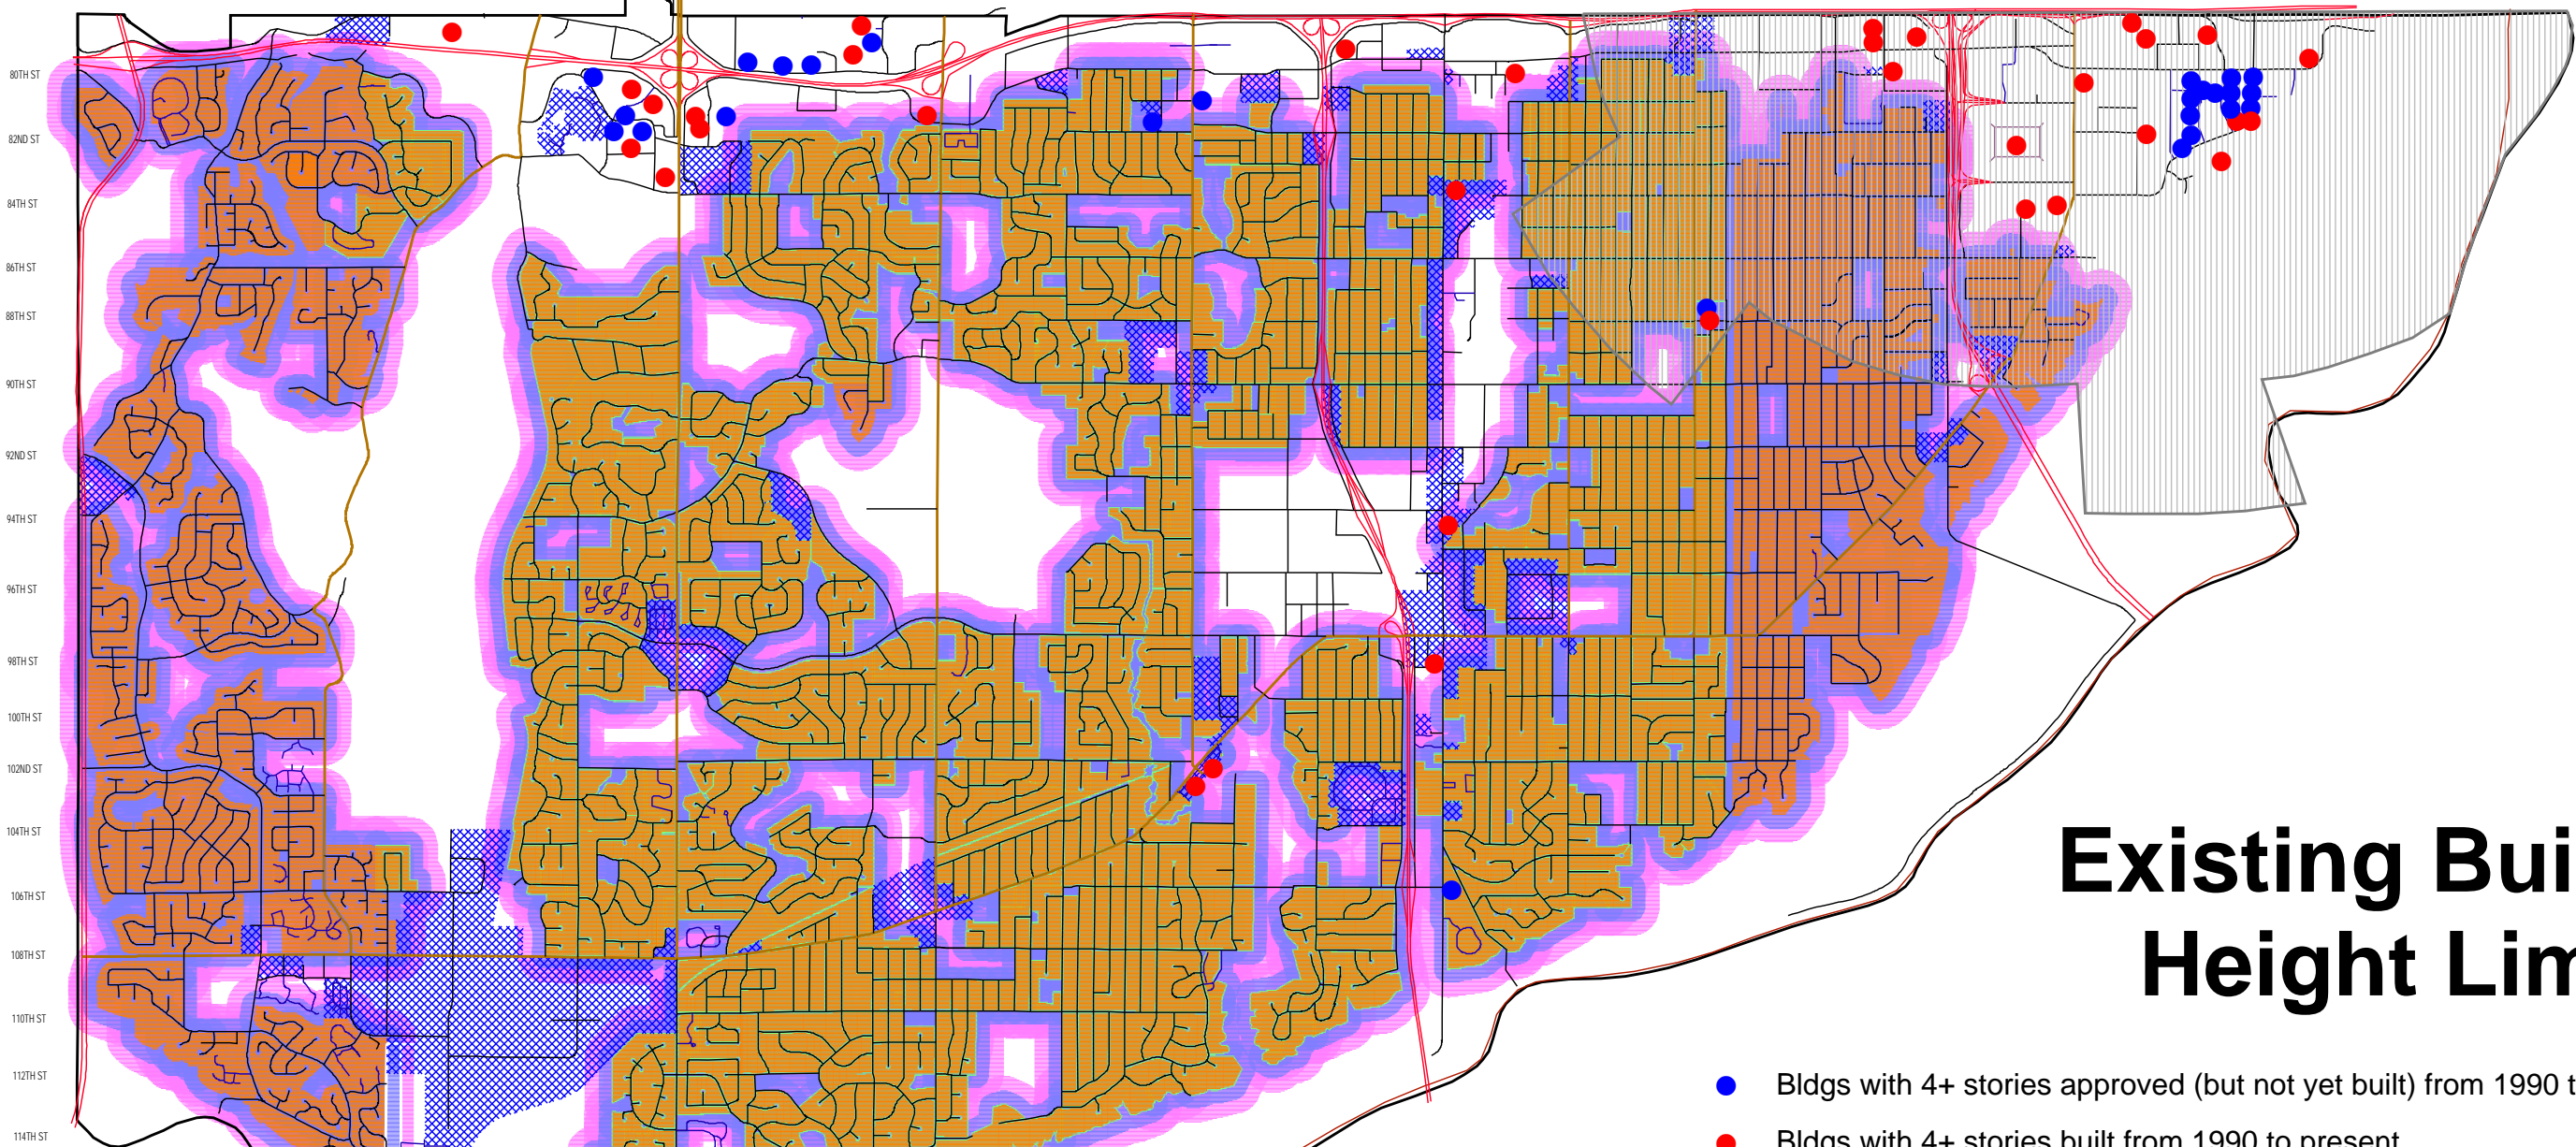 80TH ST
82ND ST
84TH ST
86TH ST
88TH ST
90TH ST
92ND ST
94TH ST
96TH ST
98TH ST
100TH ST
102ND ST
104TH ST
106TH ST
108TH ST
110TH ST
112TH ST
114TH ST
Existing Bui
Height Lim
Bldgs with 4+ stories approved (but not yet built) from 1990 t
Bldgs with 4+ stories built from 1990 to present